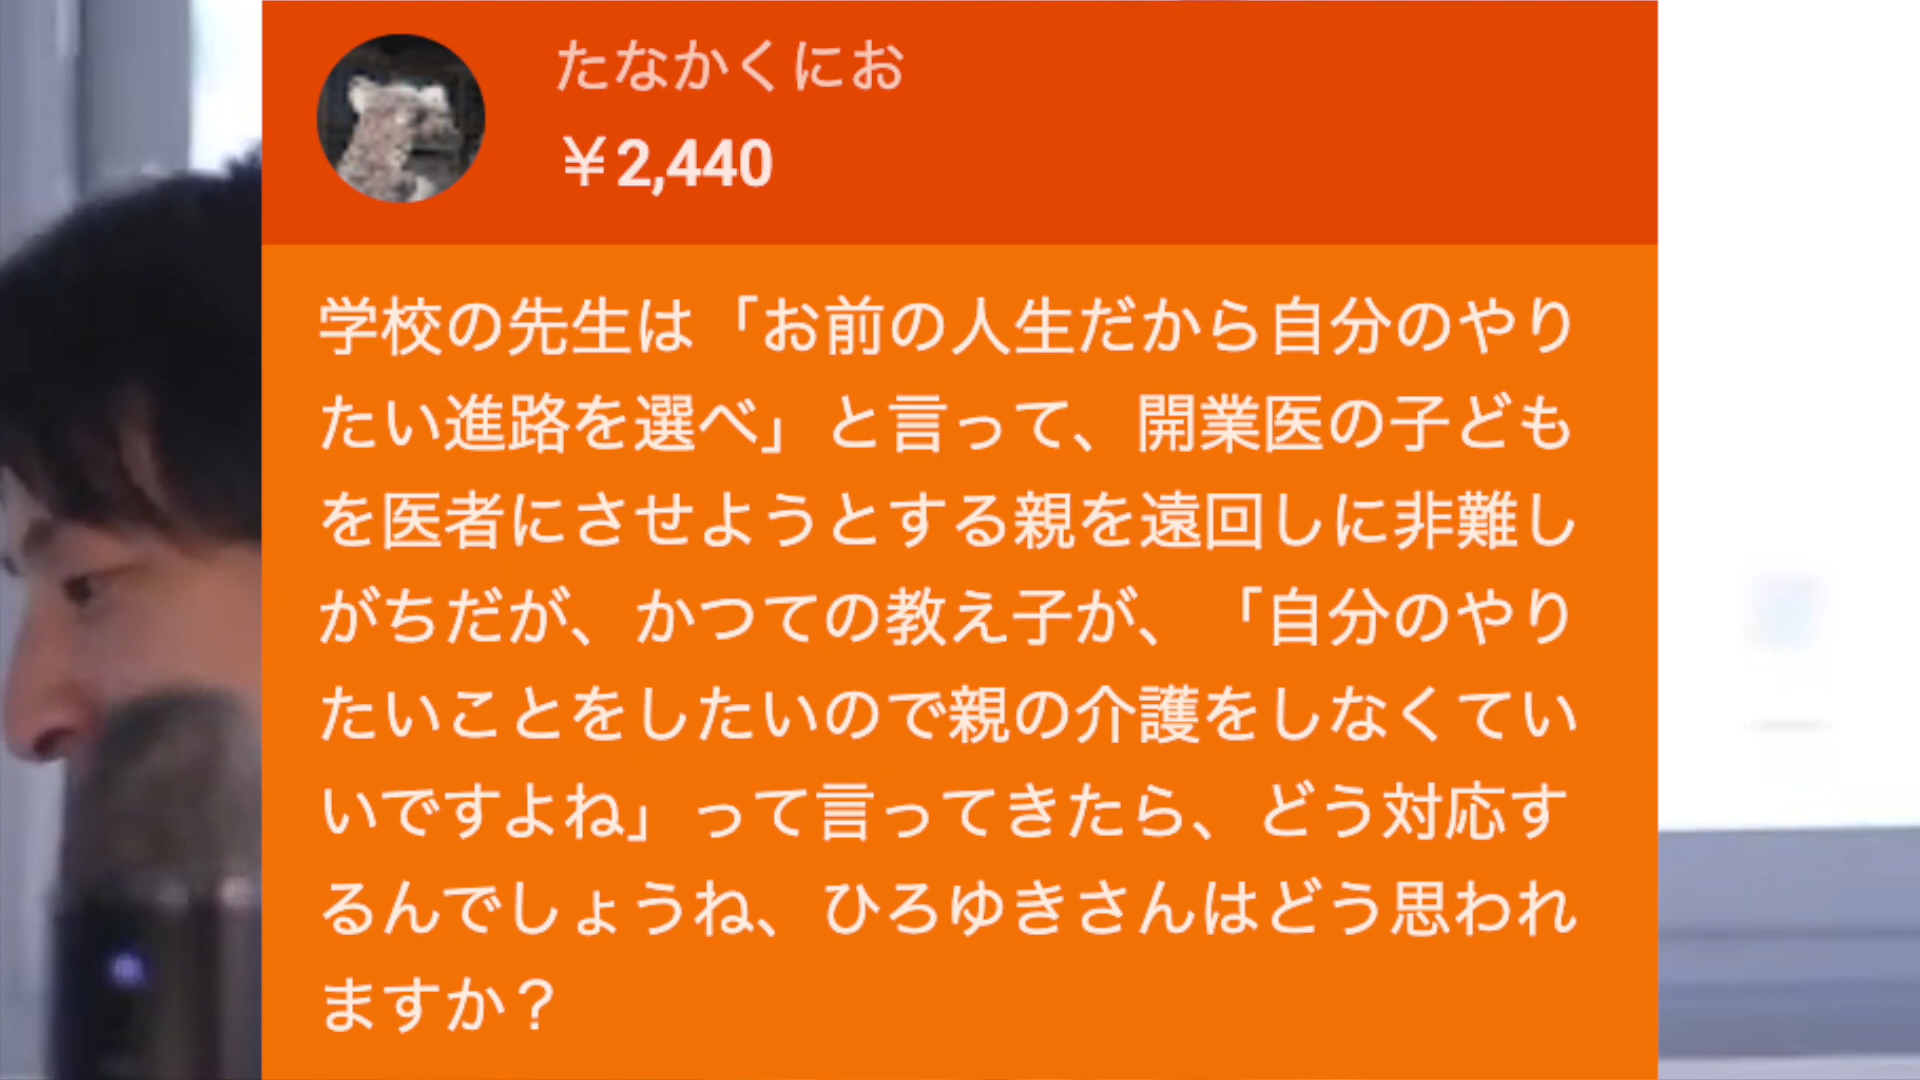 たなかくにお
￥2,440
学校の先生は「お前の人生だから自分のやり
たい進路を選べ」と言って、開業医の子ども
を医者にさせようとする親を遠回しに非難し
がちだが、かつての教え子が、「自分のやり
たいことをしたいので親の介護をしなくてい
いですよね」って言ってきたら、どう対応す
るんでしょうね、ひろゆきさんはどう思われ
ますか？